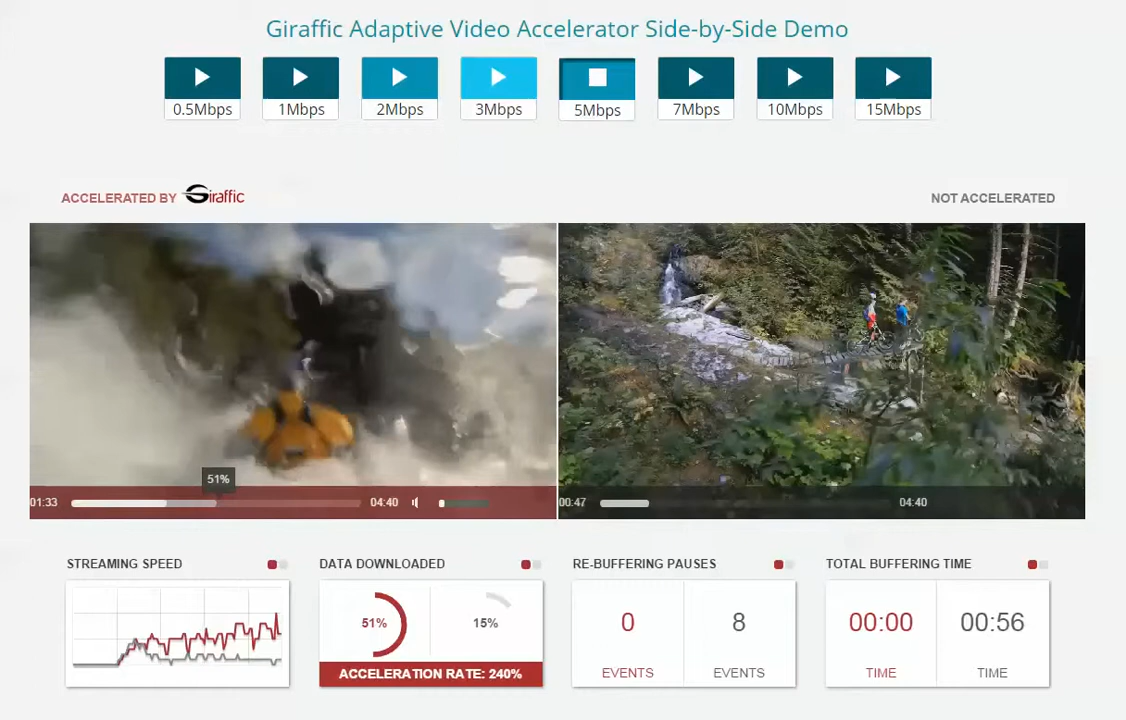 Giraffic Adaptive Video Accelerator Side-by-Side Demo
0.5Mbps 1Mbps 2Mbps 3Mbps 5Mbps 7Mbps 10Mbps 15Mbps
ACCELERATED BY Giraffic NOT ACCELERATED
51%
01:33 04:40 00:47 04:40
STREAMING SPEED DATA DOWNLOADED RE-BUFFERING PAUSES TOTAL BUFFERING TIME
51% 15% 0 8 00:00 00:56
EVENTS EVENTS TIME TIME
ACCELERATION RATE: 240%